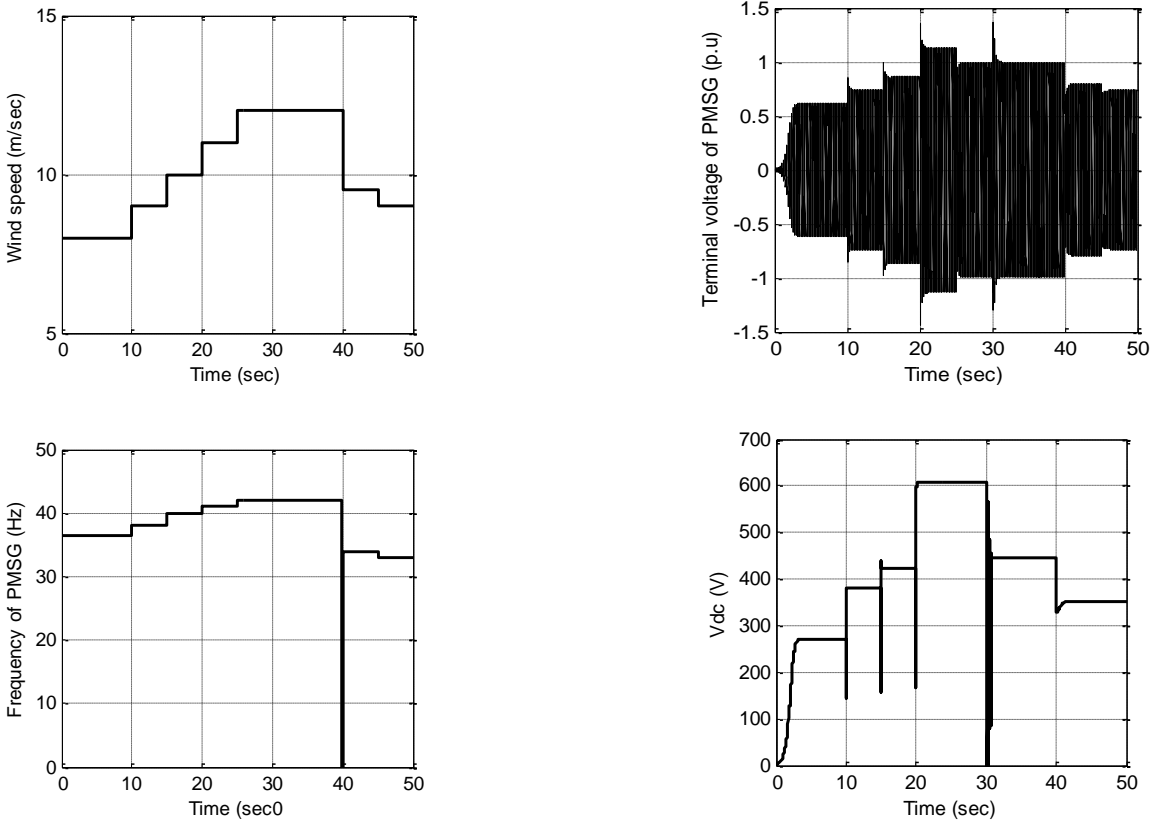 15
10
5
Wind speed (m/sec)
0 10 20 30 40 50
Time (sec)
1.5
1
0.5
0
-0.5
-1
-1.5
Terminal voltage of PMSG (p.u)
0 10 20 30 40 50
Time (sec)
50
40
30
20
10
0
Frequency of PMSG (Hz)
0 10 20 30 40 50
Time (sec0
700
600
500
400
300
200
100
0
Vdc (V)
0 10 20 30 40 50
Time (sec)